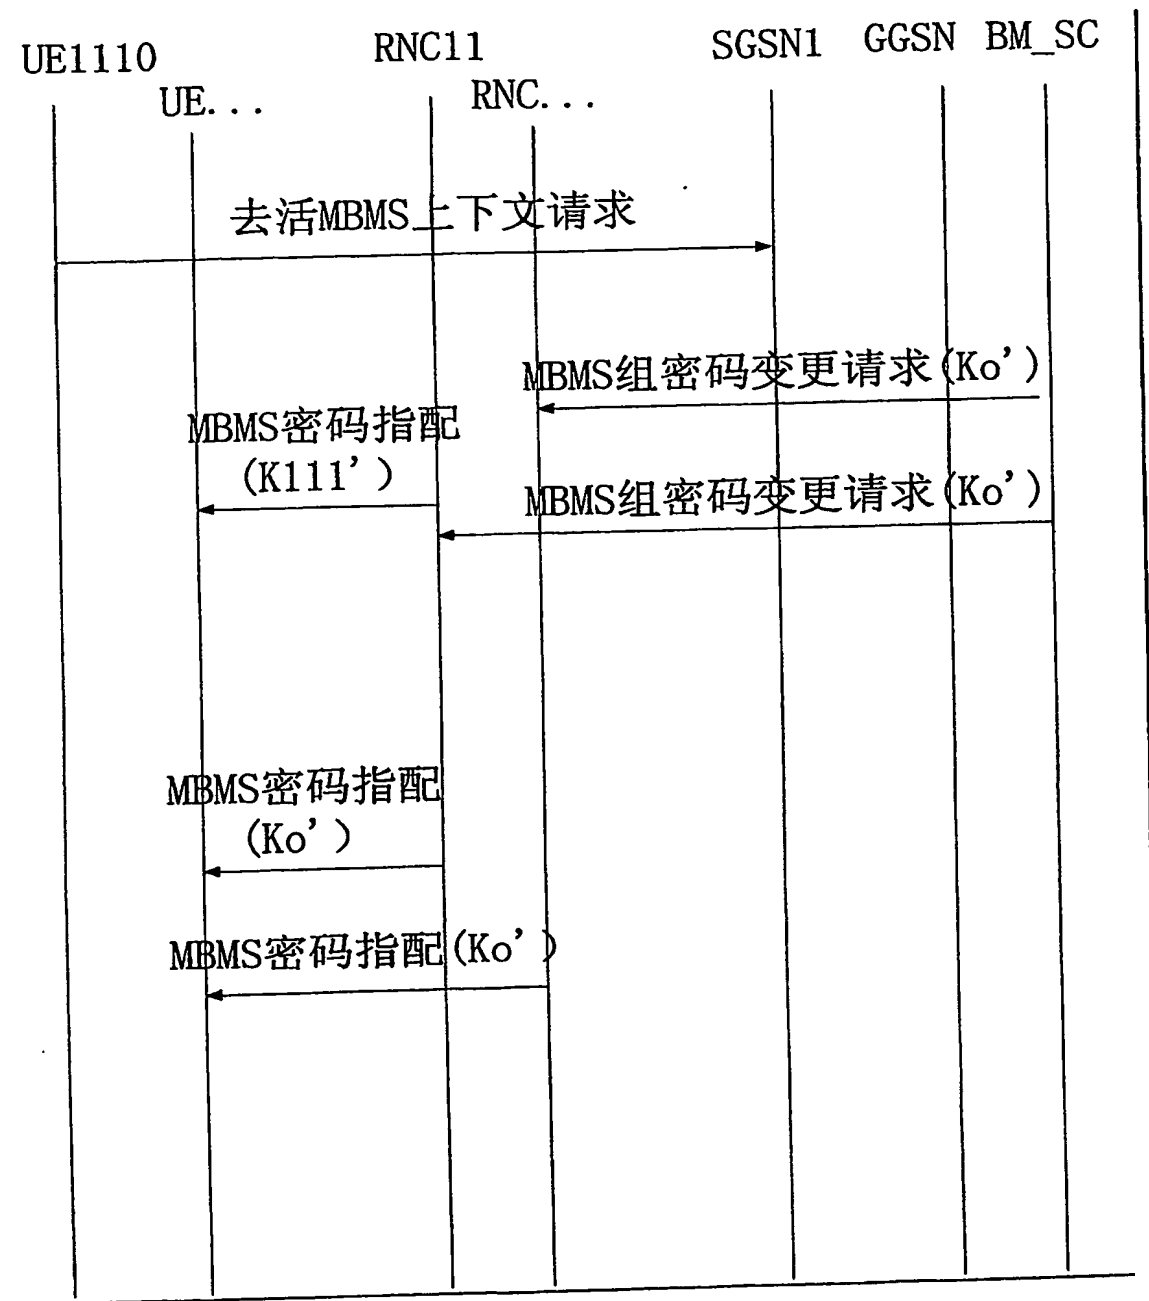 UE1110
UE...
RNC11
RNC...
SGSN1
GGSN
BM_SC
去活MBMS上下文请求
MBMS组密码变更请求(Ko')
MBMS密码指配
(K111')
MBMS组密码变更请求(Ko')
MBMS密码指配
(Ko')
MBMS密码指配(Ko')